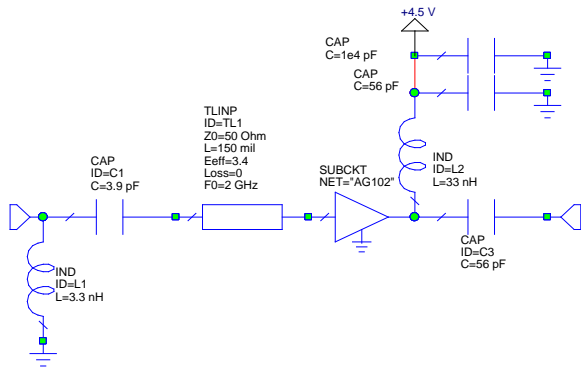 +4.5 V
CAP
C=1e4 pF
CAP
C=56 pF
TLINP
ID=TL1
Z0=50 Ohm
L=150 mil
Eeff=3.4
Loss=0
F0=2 GHz
CAP
ID=C1
C=3.9 pF
SUBCKT
NET="AG102"
IND
ID=L2
L=33 nH
CAP
ID=C3
C=56 pF
IND
ID=L1
L=3.3 nH